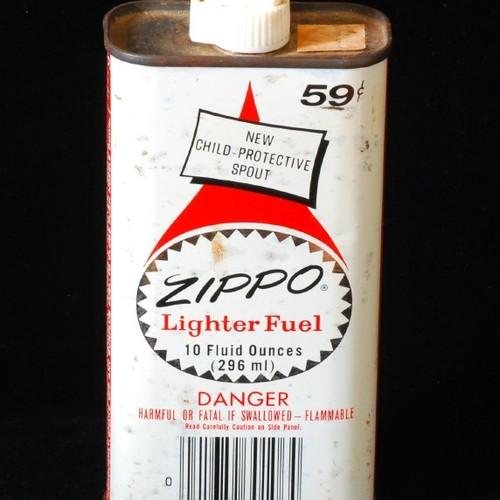 59¢
NEW
CHILD-PROTECTIVE
SPOUT
ZIPPO®
Lighter Fuel
10 Fluid Ounces
(296 ml)
DANGER
HARMFUL OR FATAL IF SWALLOWED – FLAMMABLE
Read Carefully Caution on Side Panel.
0